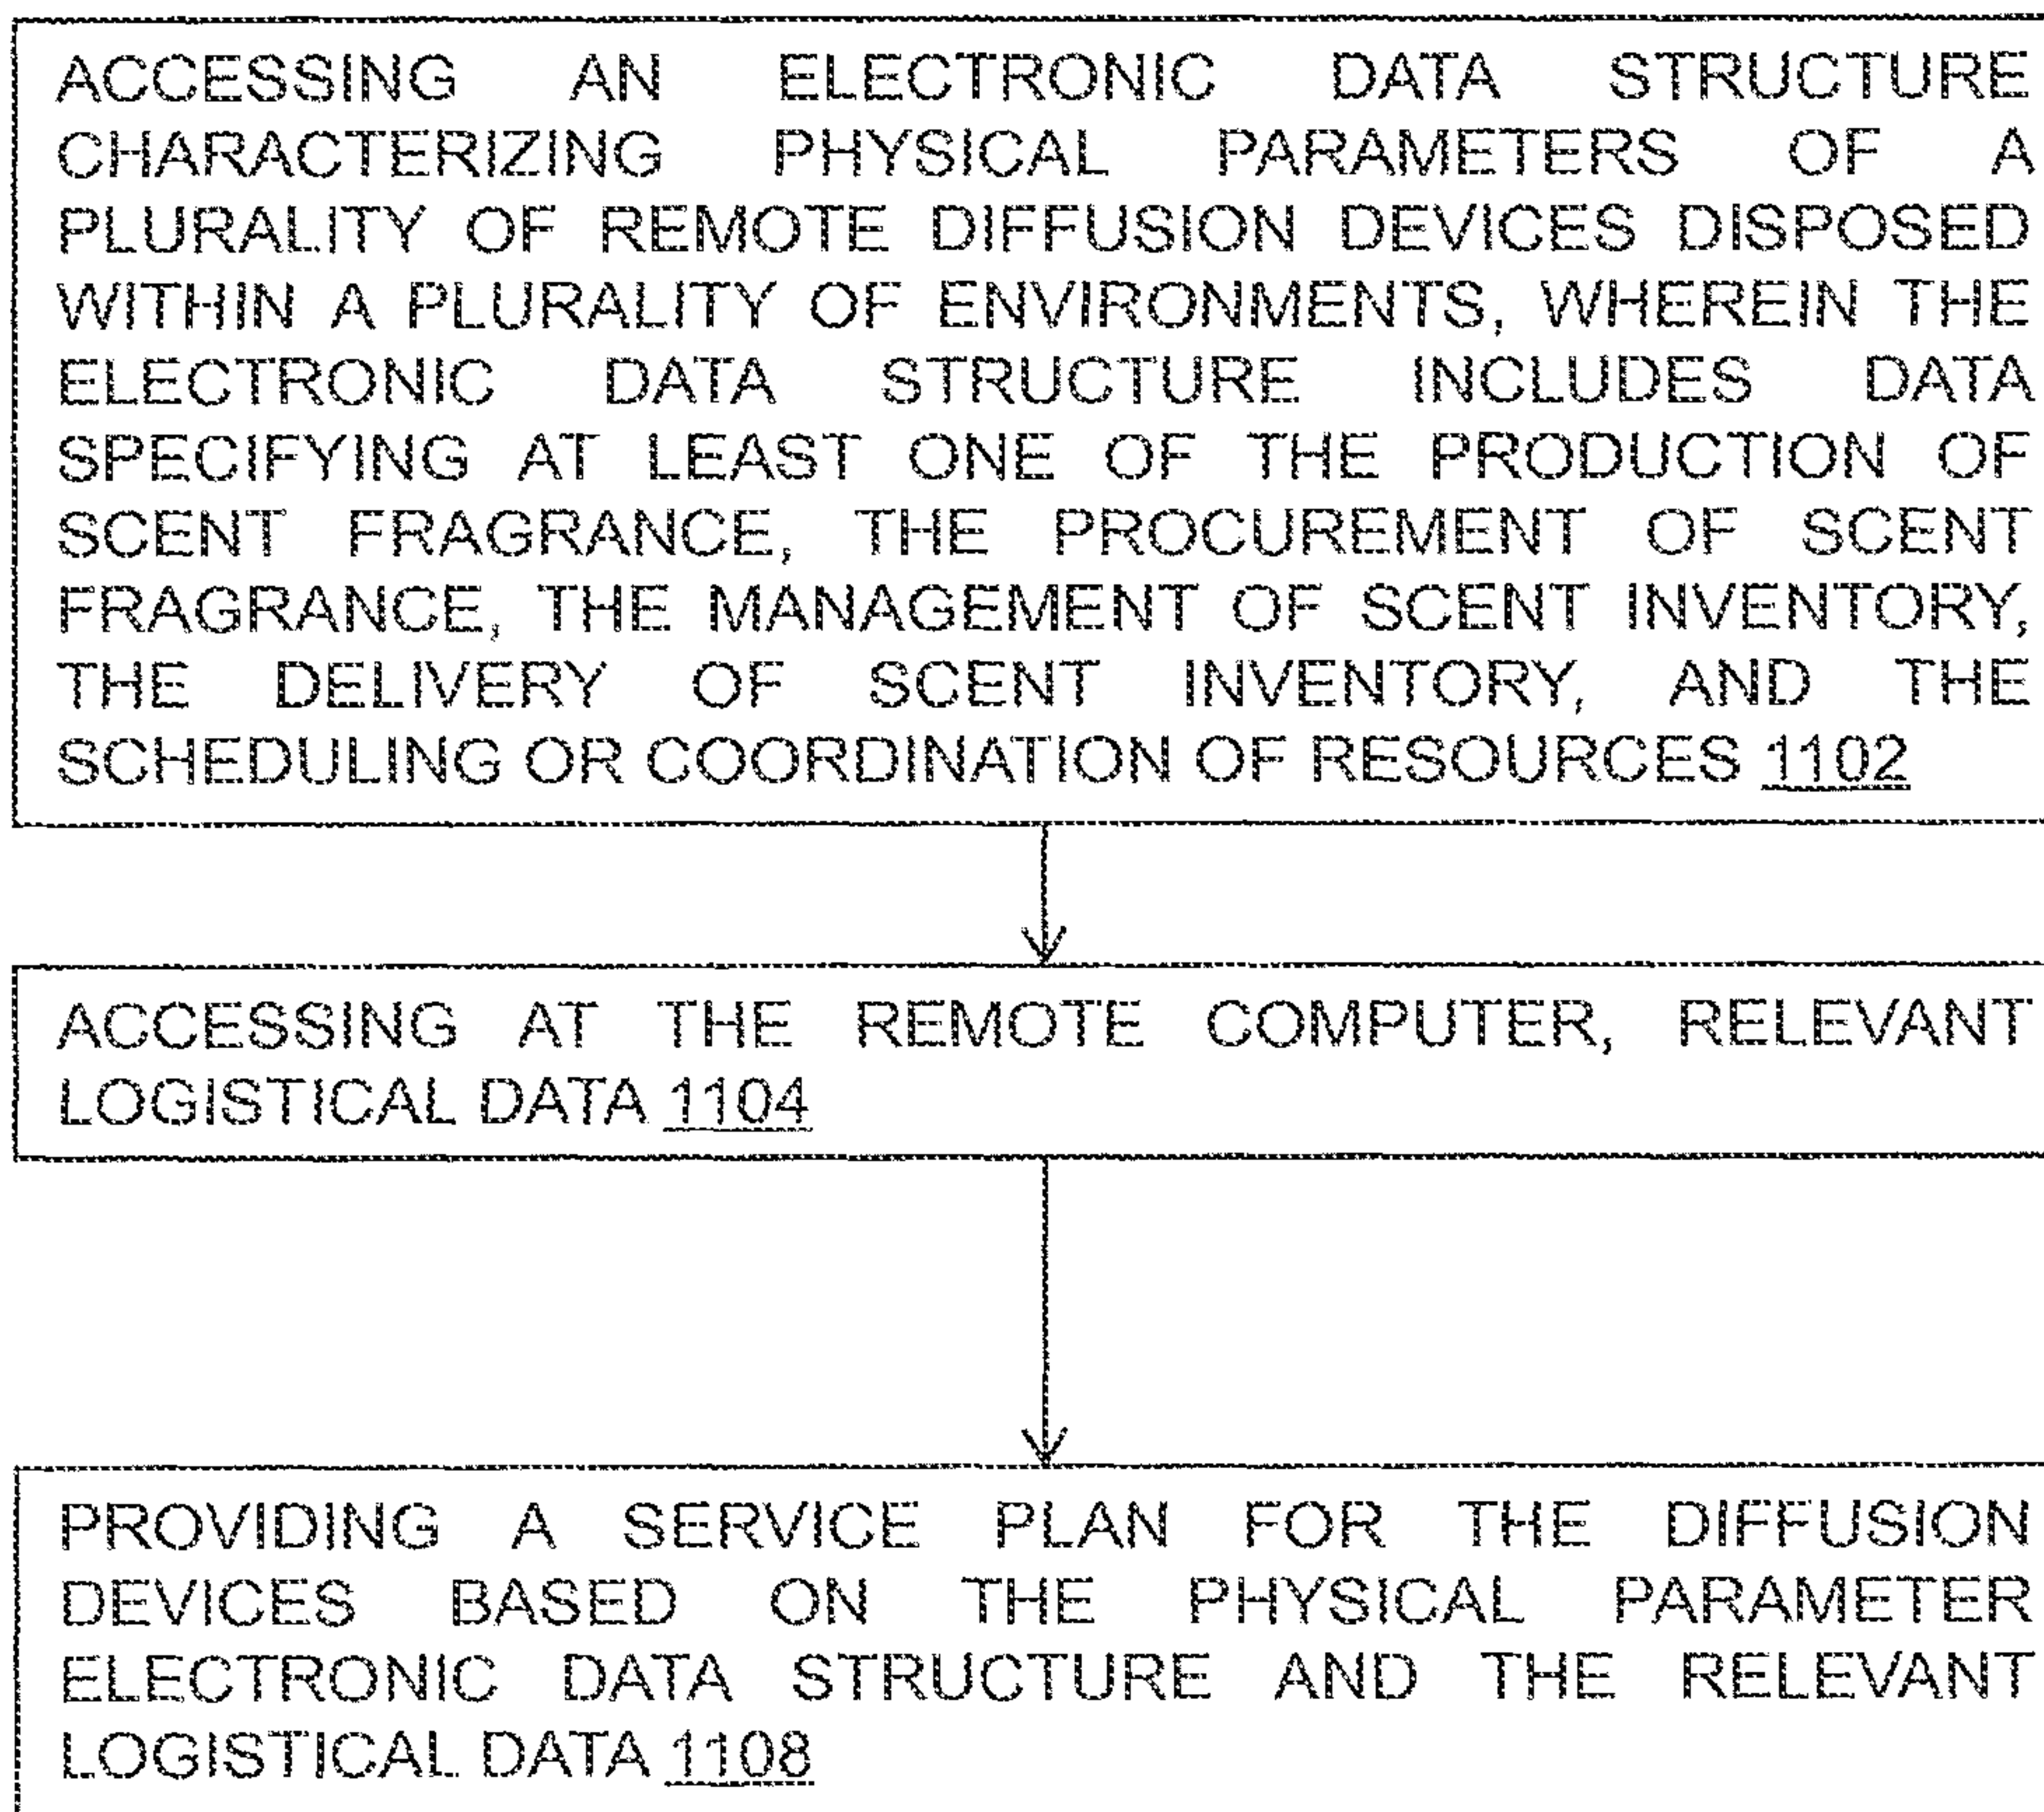 ACCESSING AN ELECTRONIC DATA STRUCTURE
CHARACTERIZING PHYSICAL PARAMETERS OF A
PLURALITY OF REMOTE DIFFUSION DEVICES DISPOSED
WITHIN A PLURALITY OF ENVIRONMENTS, WHEREIN THE
ELECTRONIC DATA STRUCTURE INCLUDES DATA
SPECIFYING AT LEAST ONE OF THE PRODUCTION OF
SCENT FRAGRANCE, THE PROCUREMENT OF SCENT
FRAGRANCE, THE MANAGEMENT OF SCENT INVENTORY,
THE DELIVERY OF SCENT INVENTORY, AND THE
SCHEDULING OR COORDINATION OF RESOURCES 1102
ACCESSING AT THE REMOTE COMPUTER, RELEVANT
LOGISTICAL DATA 1104
PROVIDING A SERVICE PLAN FOR THE DIFFUSION
DEVICES BASED ON THE PHYSICAL PARAMETER
ELECTRONIC DATA STRUCTURE AND THE RELEVANT
LOGISTICAL DATA 1108